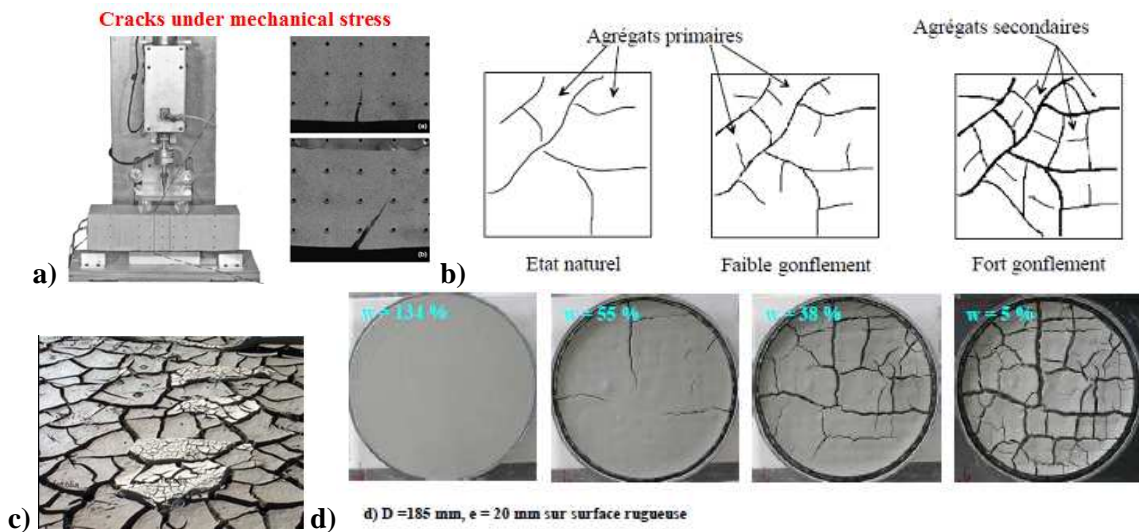 Cracks under mechanical stress
(a)
(b)
a)
Agrégats primaires
Agrégats secondaires
Etat naturel
Faible gonflement
Fort gonflement
b)
c)
w = 131 %
w = 55 %
w = 38 %
w = 5 %
d)
d) D =185 mm, e = 20 mm sur surface rugueuse